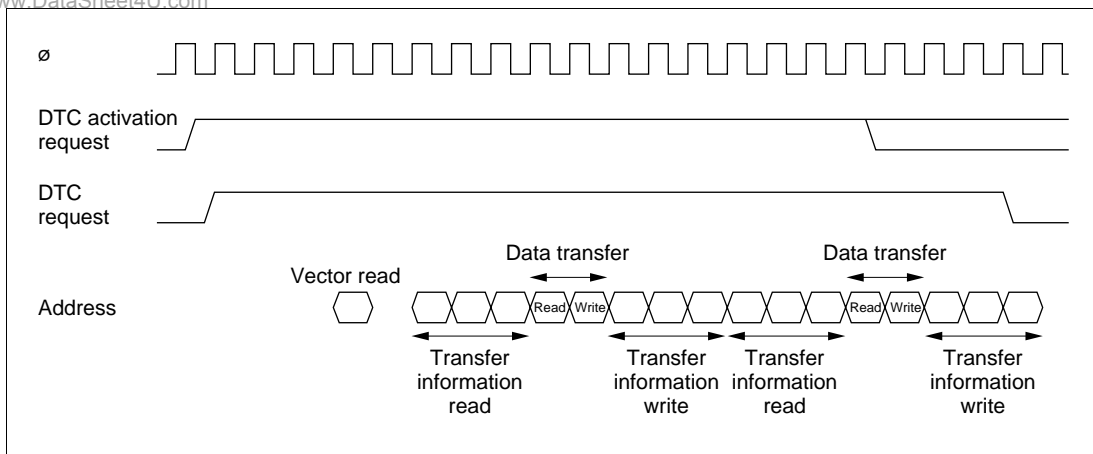 ww.DataSheet4U.com
ø
DTC activation
request
DTC
request
Data transfer
Data transfer
Vector read
Address
Read
Write
Read
Write
Transfer
information
read
Transfer
information
write
Transfer
information
read
Transfer
information
write